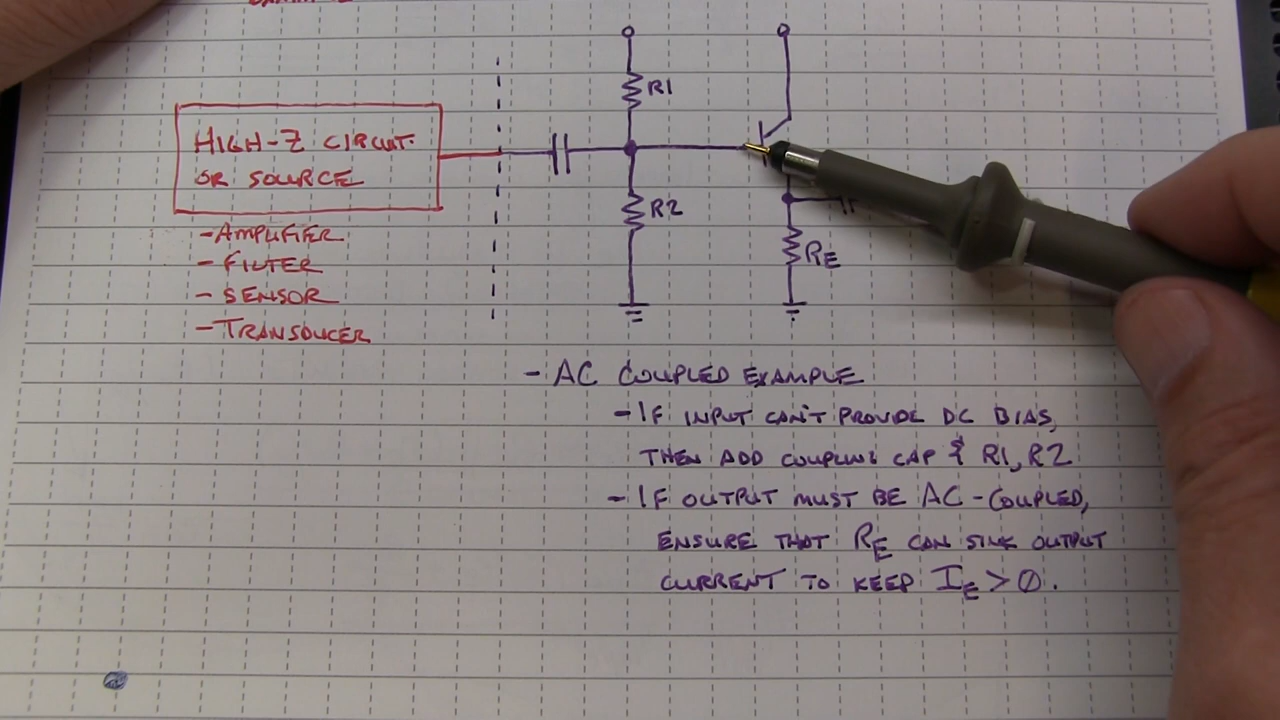 R1
HIGH-Z CIRCUIT
OR SOURCE
R2
- AMPLIFIER
- FILTER
- SENSOR
- TRANSDUCER
RE
- AC COUPLED EXAMPLE
- IF INPUT CAN'T PROVIDE DC BIAS,
THEN ADD COUPLING CAP & R1, R2
- IF OUTPUT MUST BE AC-COUPLED,
ENSURE THAT RE CAN SINK OUTPUT
CURRENT TO KEEP IE > 0.